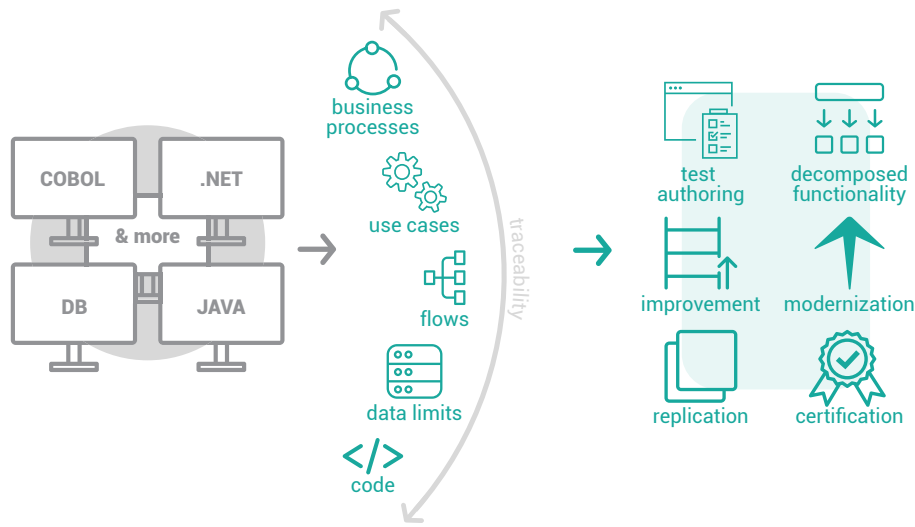 COBOL
.NET
& more
DB
JAVA
business
processes
use cases
flows
data limits
code
traceability
test
authoring
decomposed
functionality
improvement
modernization
replication
certification